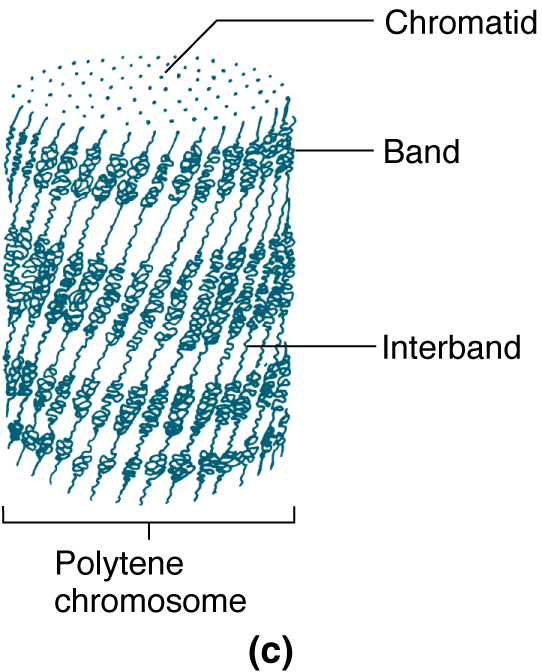 Chromatid
Band
Interband
Polytene
chromosome
(c)